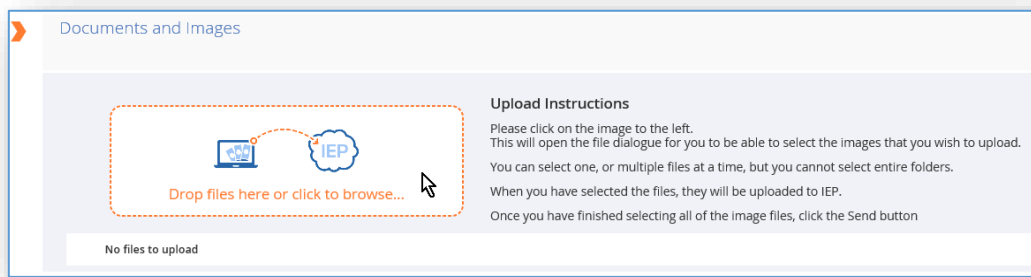 Documents and Images
IEP
Drop files here or click to browse...
Upload Instructions
Please click on the image to the left.
This will open the file dialogue for you to be able to select the images that you wish to upload.
You can select one, or multiple files at a time, but you cannot select entire folders.
When you have selected the files, they will be uploaded to IEP.
Once you have finished selecting all of the image files, click the Send button
No files to upload